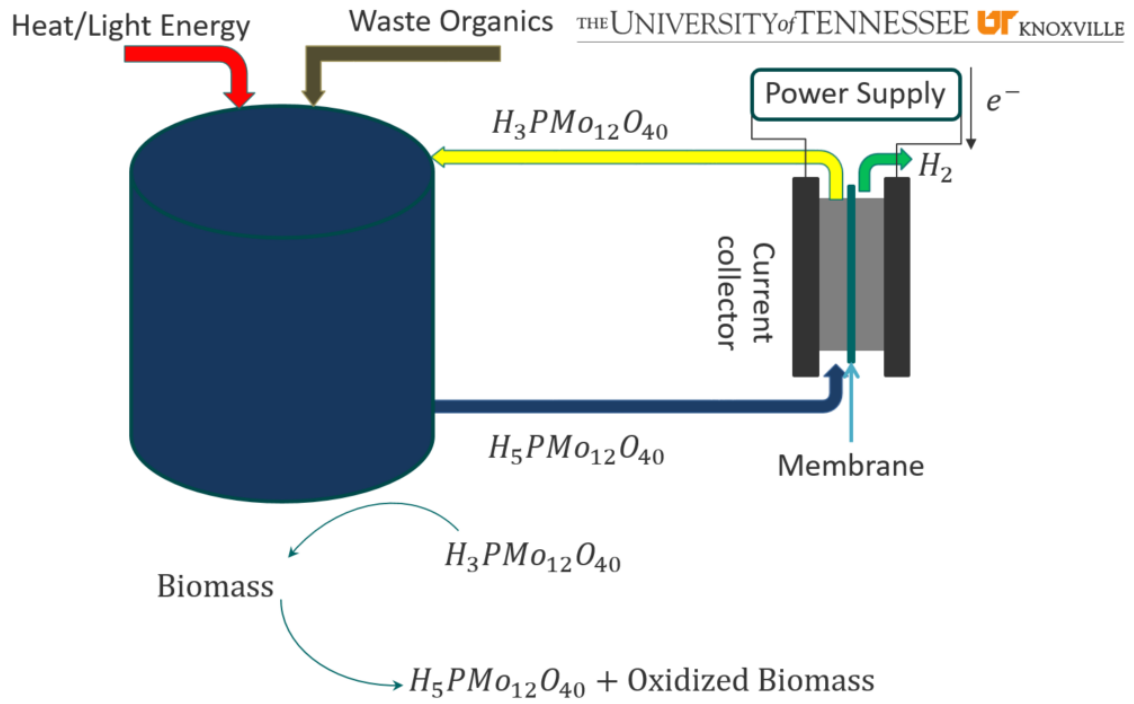 Heat/Light Energy
Waste Organics
THE UNIVERSITY of TENNESSEE UT KNOXVILLE
Power Supply
e⁻
H₃PMo₁₂O₄₀
H₂
Current
collector
H₅PMo₁₂O₄₀
Membrane
H₃PMo₁₂O₄₀
Biomass
H₅PMo₁₂O₄₀ + Oxidized Biomass